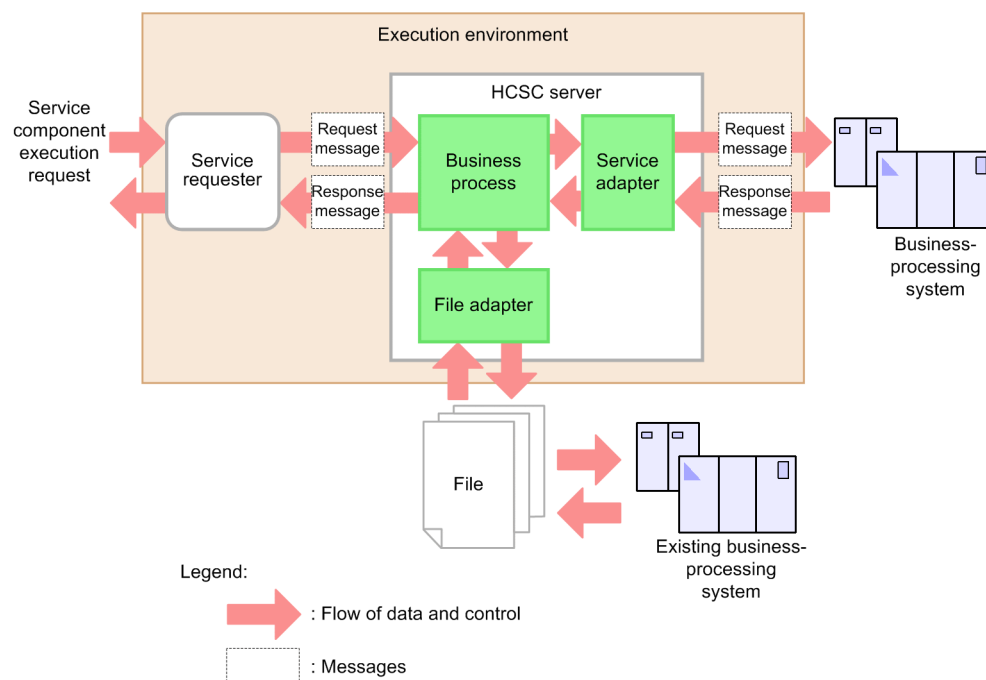 Execution environment
HCSC server
Service
component
execution
request
Service
requester
Request
message
Response
message
Business
process
Service
adapter
Request
message
Response
message
Business-
processing
system
File adapter
File
Existing business-
processing
system
Legend:
: Flow of data and control
: Messages